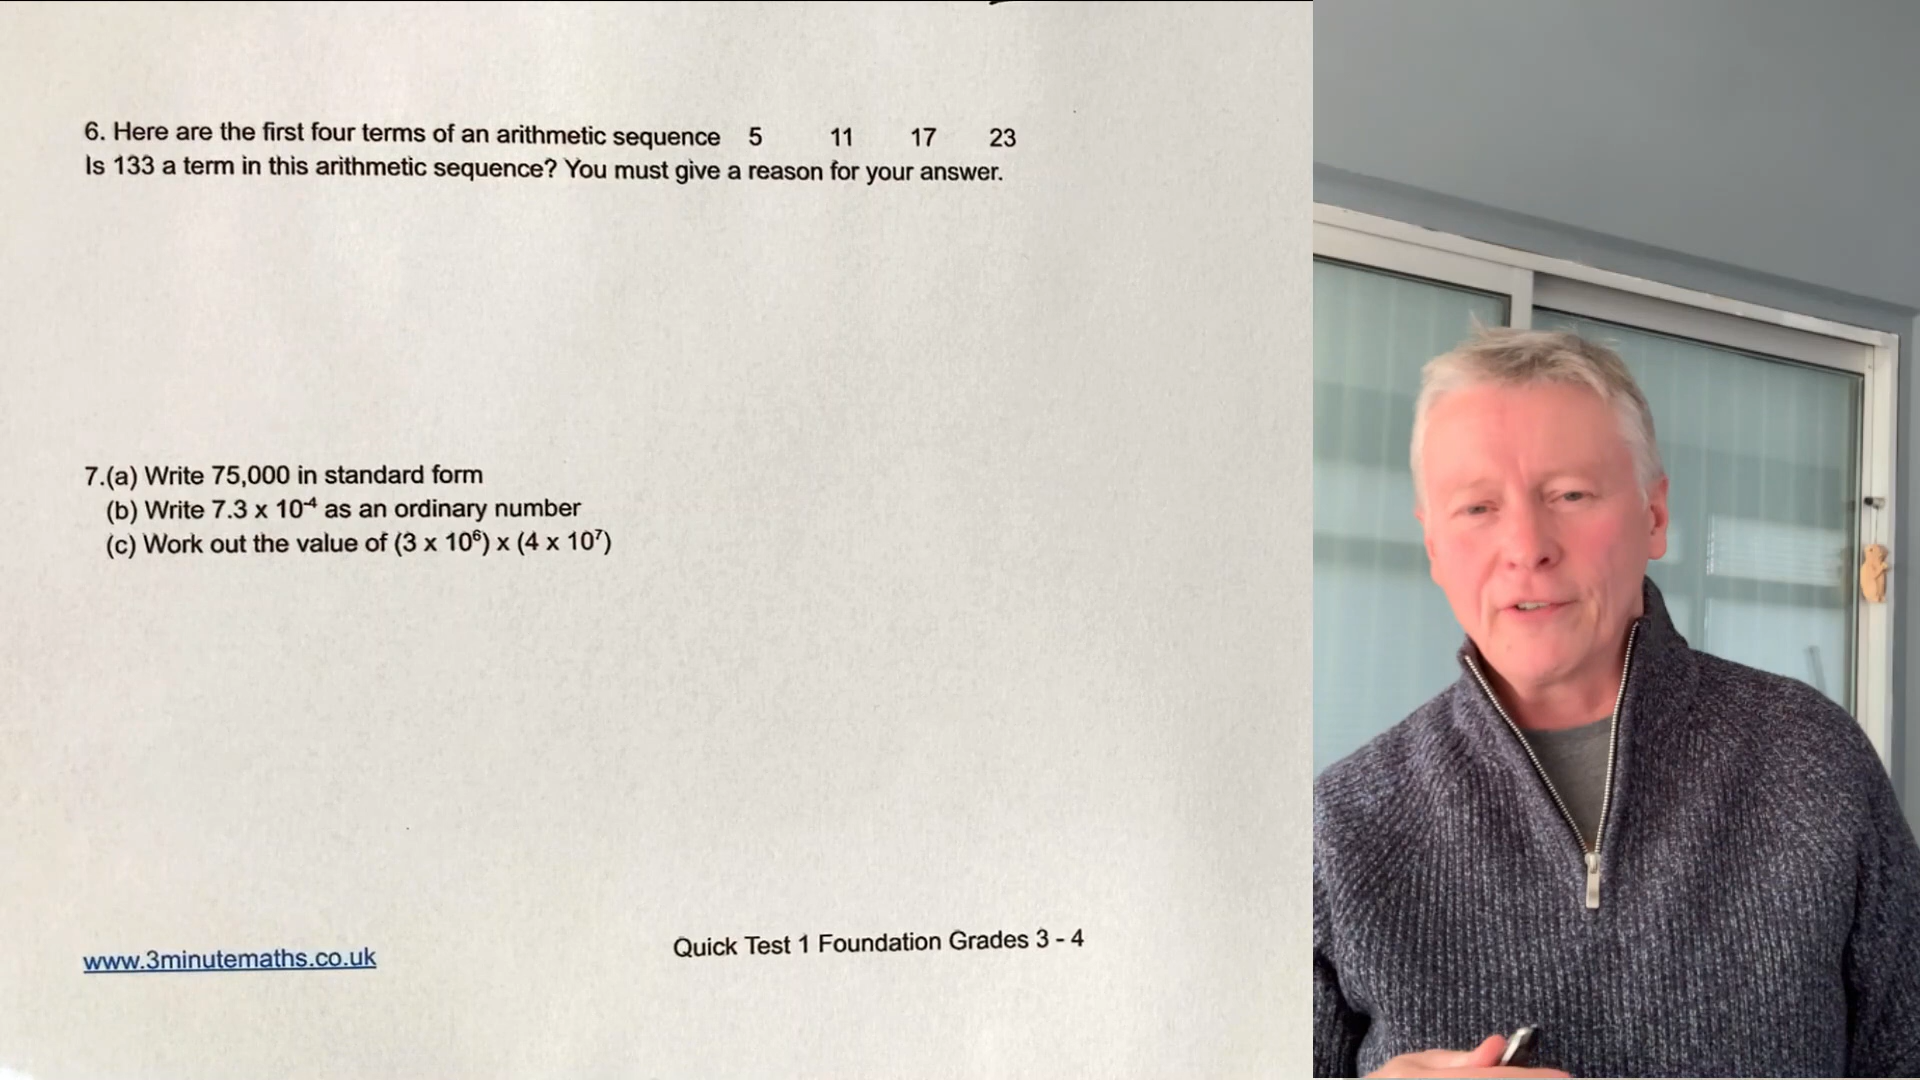 6. Here are the first four terms of an arithmetic sequence 5 11 17 23
Is 133 a term in this arithmetic sequence? You must give a reason for your answer.
7.(a) Write 75,000 in standard form
(b) Write 7.3 x 10⁻⁴ as an ordinary number
(c) Work out the value of (3 x 10⁶) x (4 x 10⁷)
www.3minutemaths.co.uk
Quick Test 1 Foundation Grades 3 - 4